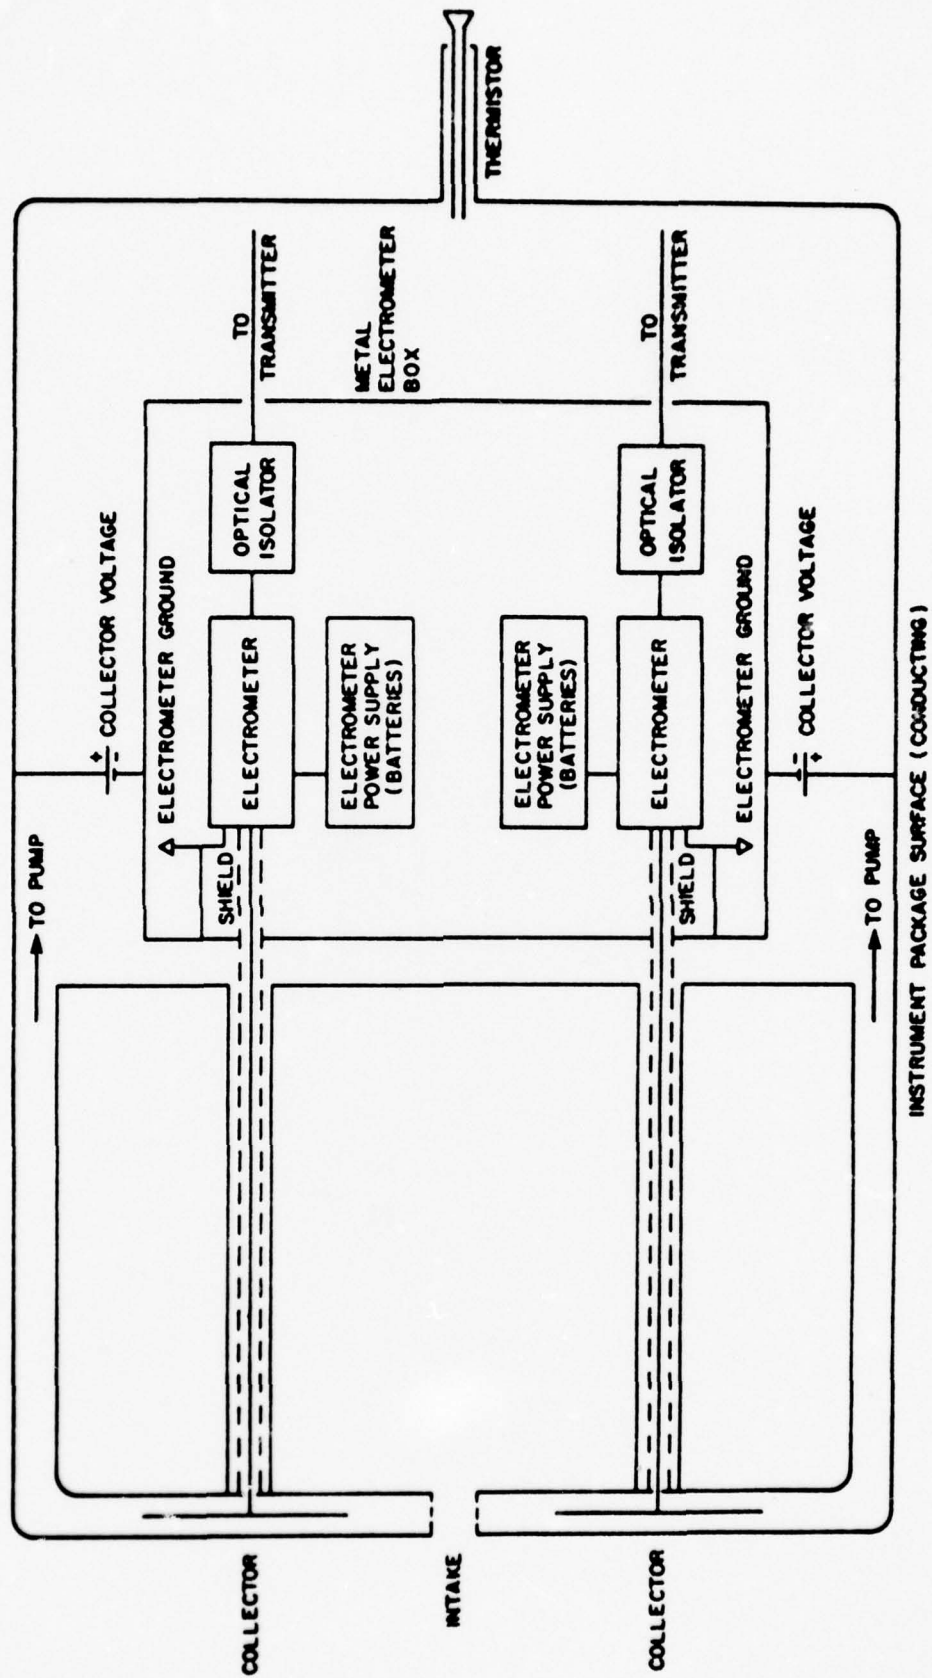 COLLECTOR
INTAKE
COLLECTOR
TO PUMP
SHIELD
ELECTROMETER GROUND
COLLECTOR VOLTAGE
+
-
ELECTROMETER
ELECTROMETER
POWER SUPPLY
(BATTERIES)
OPTICAL
ISOLATOR
TO
TRANSMITTER
METAL
ELECTROMETER
BOX
THERMISTOR
ELECTROMETER
POWER SUPPLY
(BATTERIES)
ELECTROMETER
OPTICAL
ISOLATOR
TO
TRANSMITTER
SHIELD
ELECTROMETER GROUND
-
+
COLLECTOR VOLTAGE
TO PUMP
INSTRUMENT PACKAGE SURFACE (CONDUCTING)